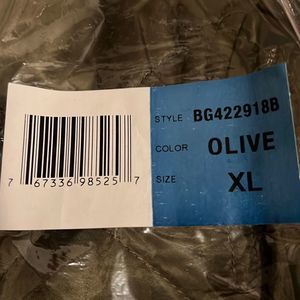 STYLE BG422918B
COLOR OLIVE
SIZE XL
7 67336 98525 7